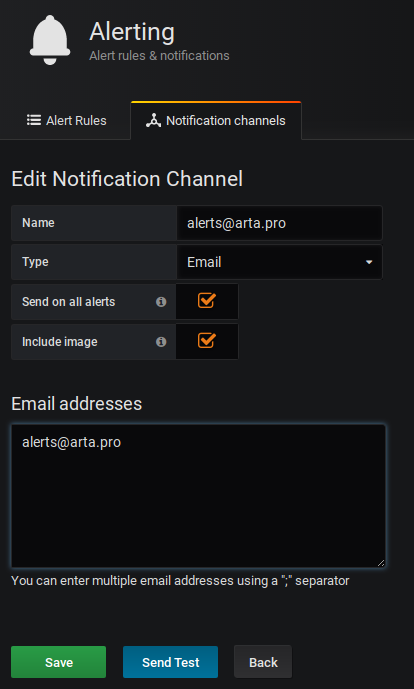 Alerting
Alert rules & notifications
Alert Rules
Notification channels
Edit Notification Channel
Name
alerts@arta.pro
Type
Email
Send on all alerts
Include image
Email addresses
alerts@arta.pro
You can enter multiple email addresses using a ";" separator
Save
Send Test
Back